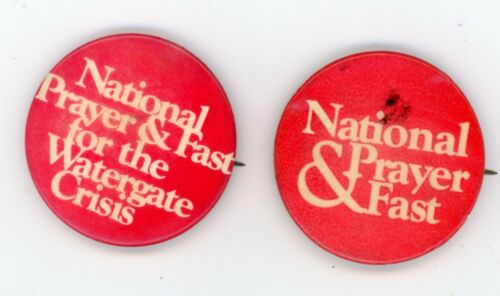 National
Prayer & Fast
for the
Watergate
Crisis
National
& Prayer
Fast